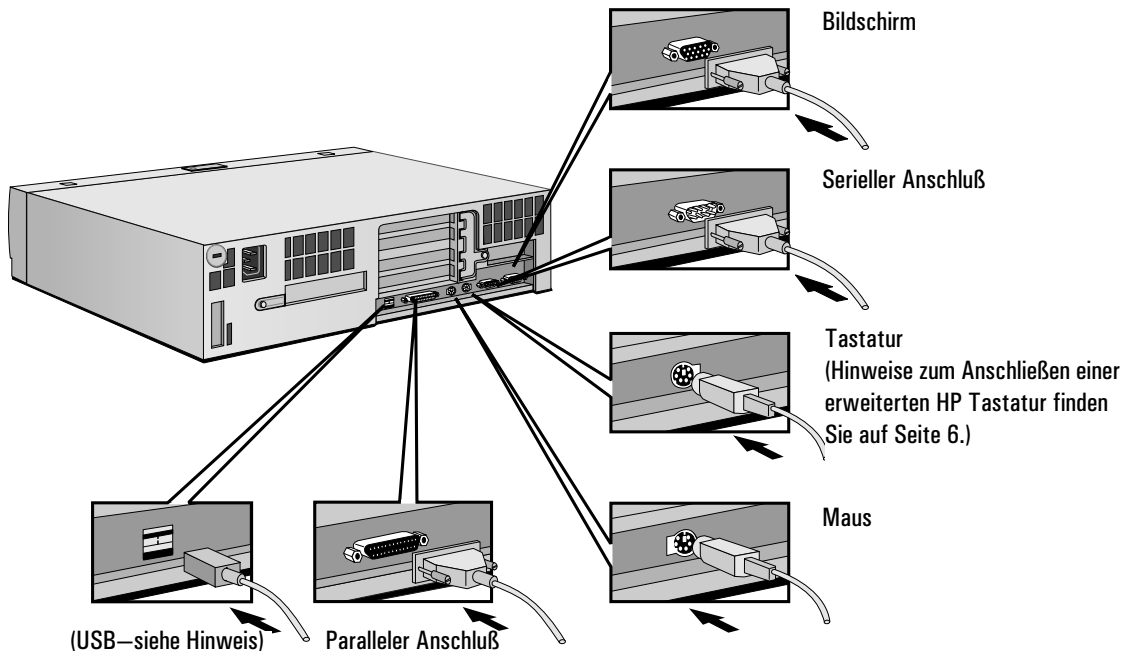 Bildschirm
Serieller Anschluß
Tastatur
(Hinweise zum Anschließen einer
erweiterten HP Tastatur finden
Sie auf Seite 6.)
Maus
(USB–siehe Hinweis)
Paralleler Anschluß